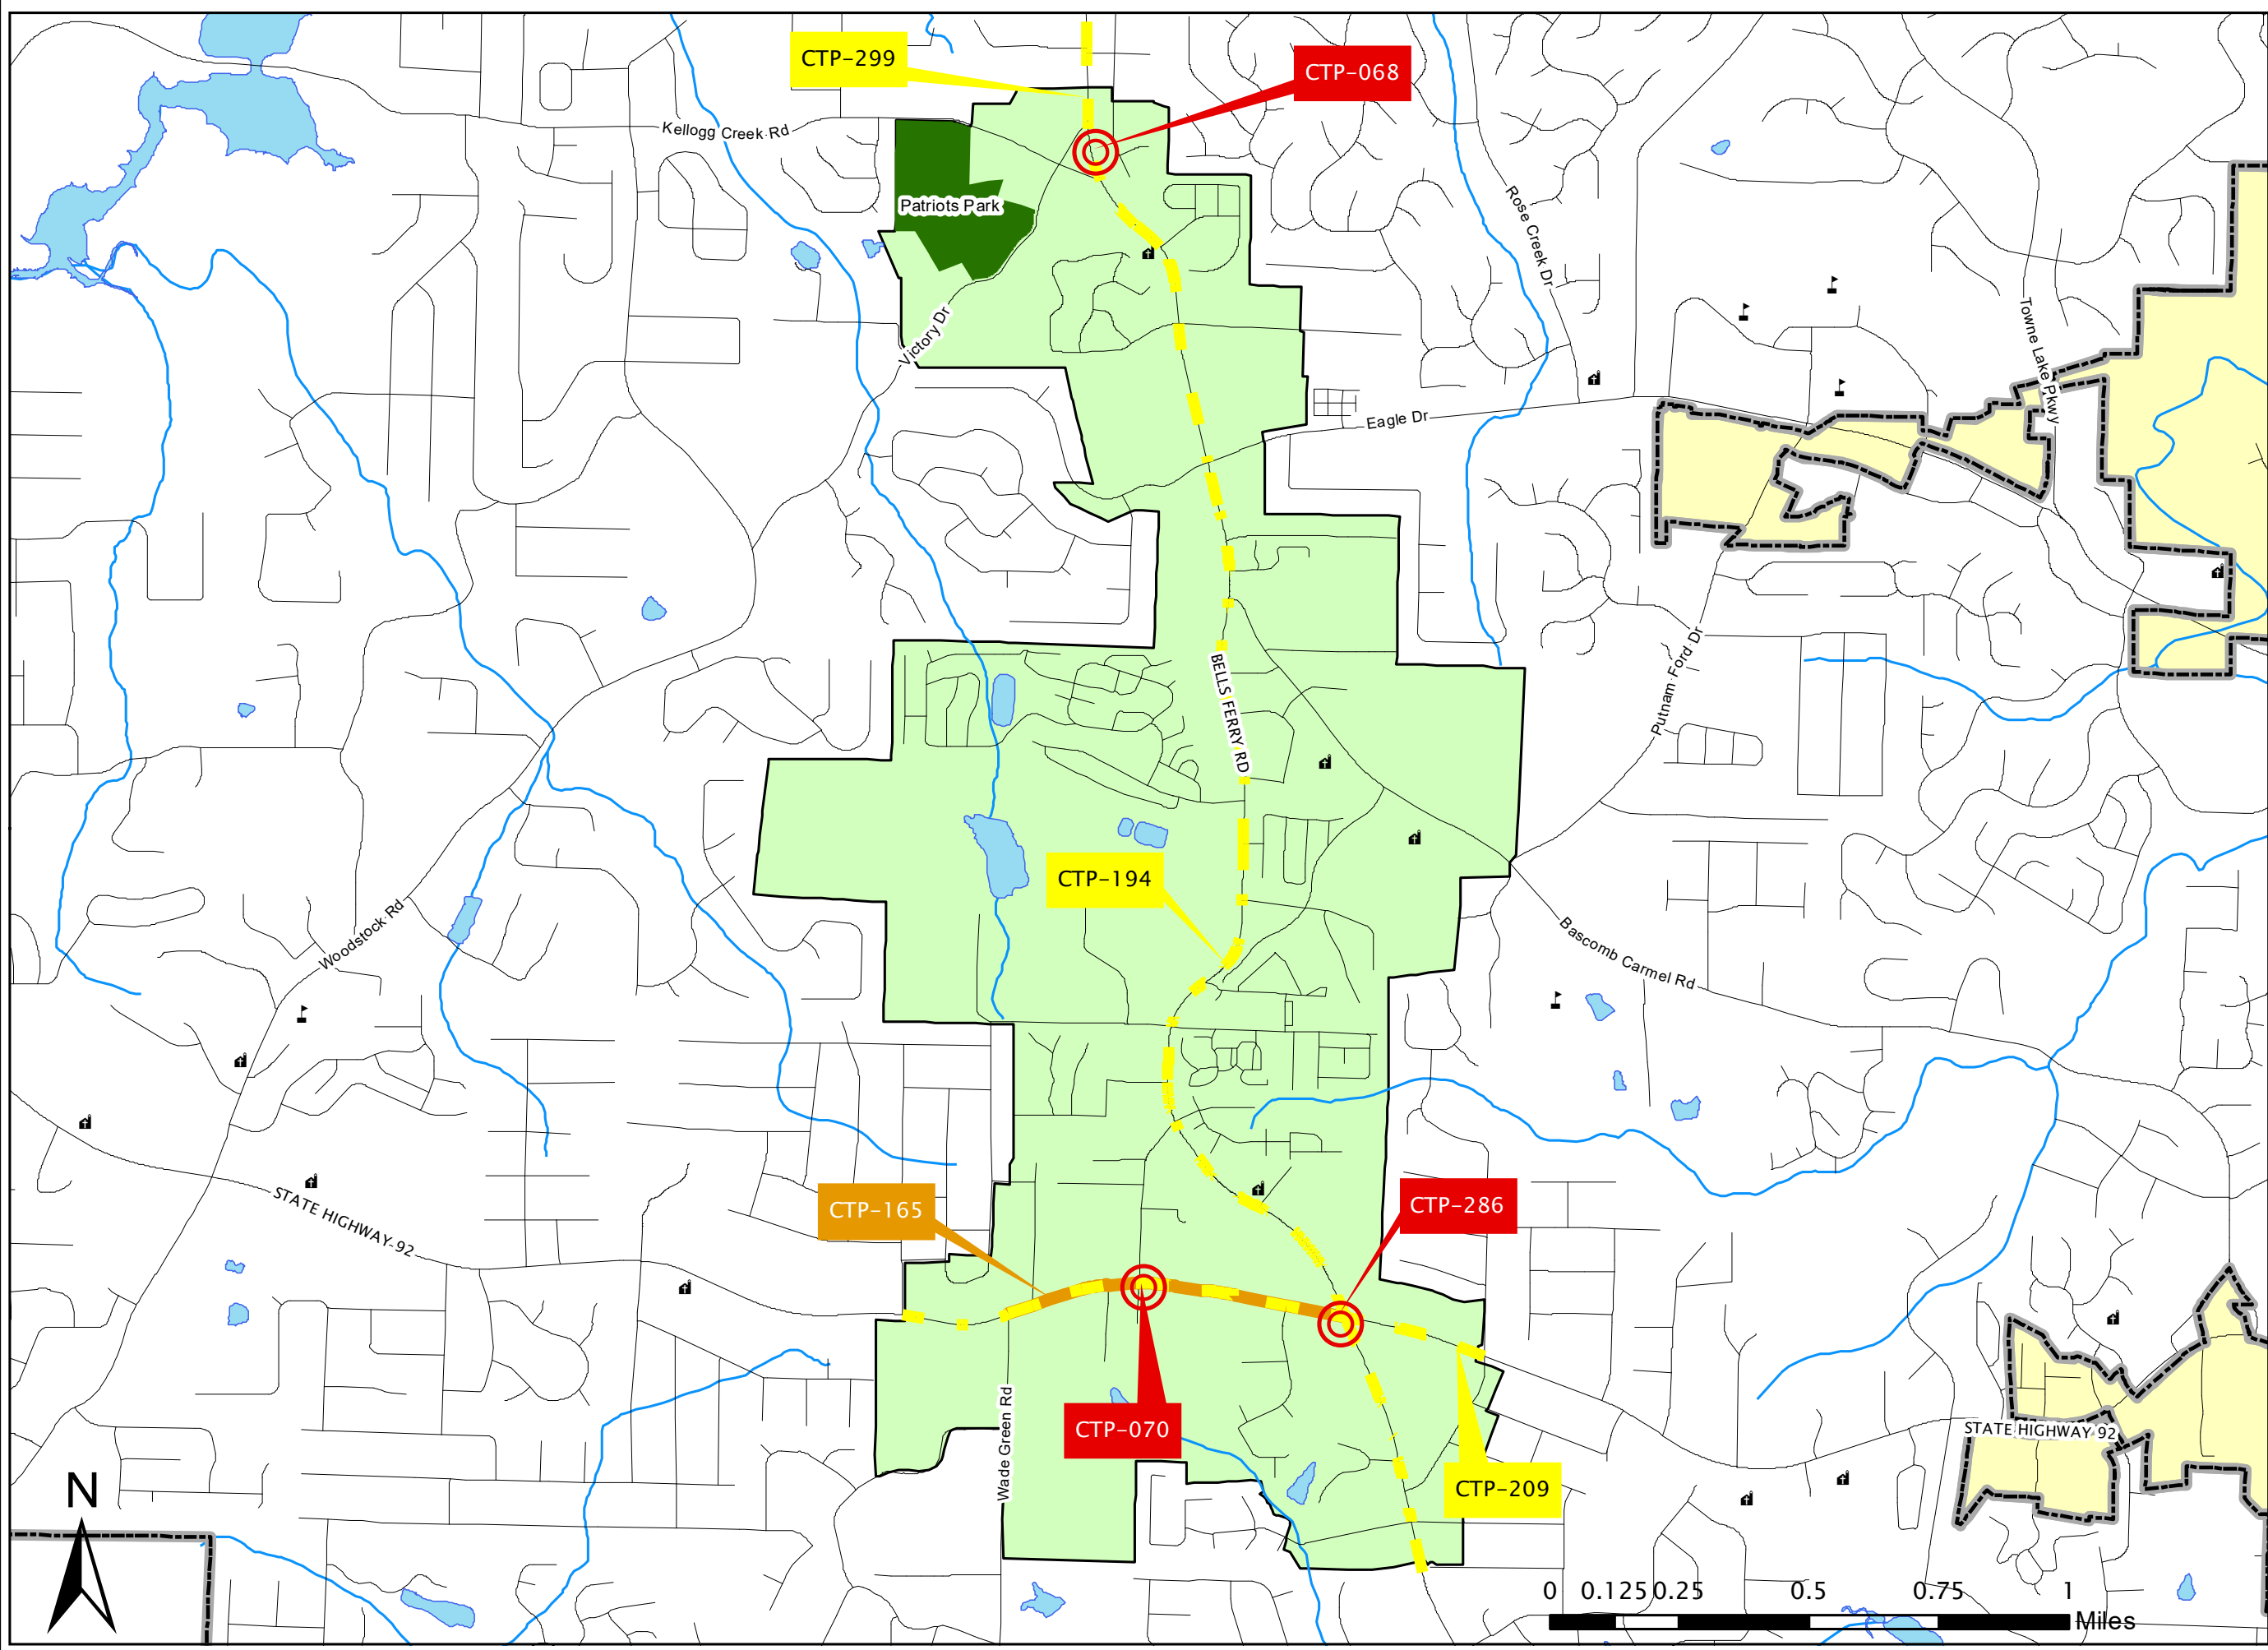 CTP-299
CTP-068
Kellogg Creek Rd
Patriots Park
Rose Creek Dr
Victory Dr
Towne Lake Pkwy
Eagle Dr
BELLS FERRY RD
Putnam Ford Dr
CTP-194
Woodstock Rd
Bascomb Carmel Rd
STATE HIGHWAY 92
CTP-165
CTP-286
Wade Green Rd
CTP-070
STATE HIGHWAY 92
CTP-209
N
0 0.125 0.25 0.5 0.75 1
Miles